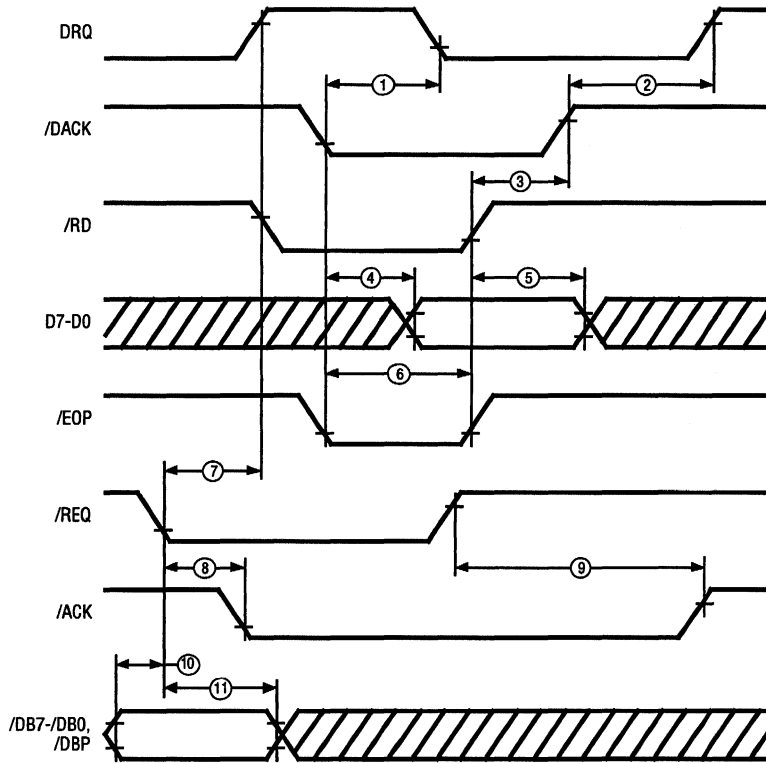 DRQ
1
2
/DACK
3
/RD
4
5
D7-D0
6
/EOP
7
/REQ
8
9
/ACK
10
11
/DB7-/DB0,
/DBP